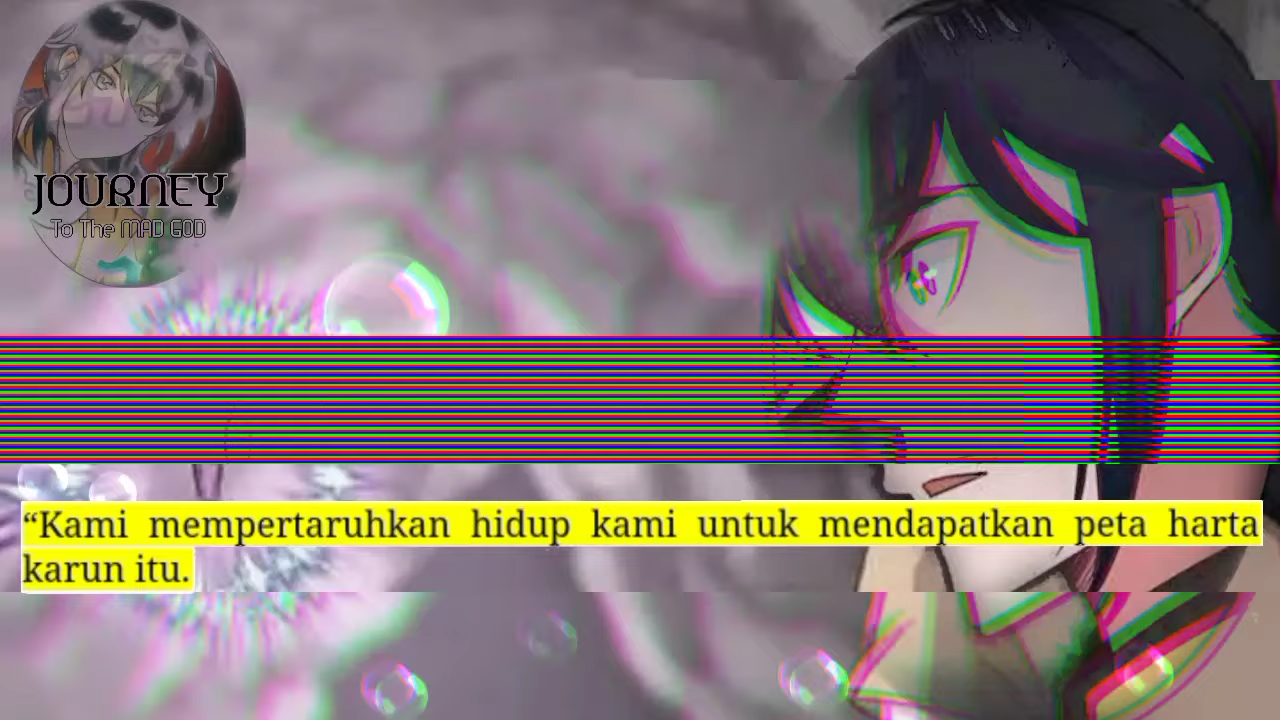 JOURNEY
To The MAD GOD
“Kami mempertaruhkan hidup kami untuk mendapatkan peta harta
karun itu.